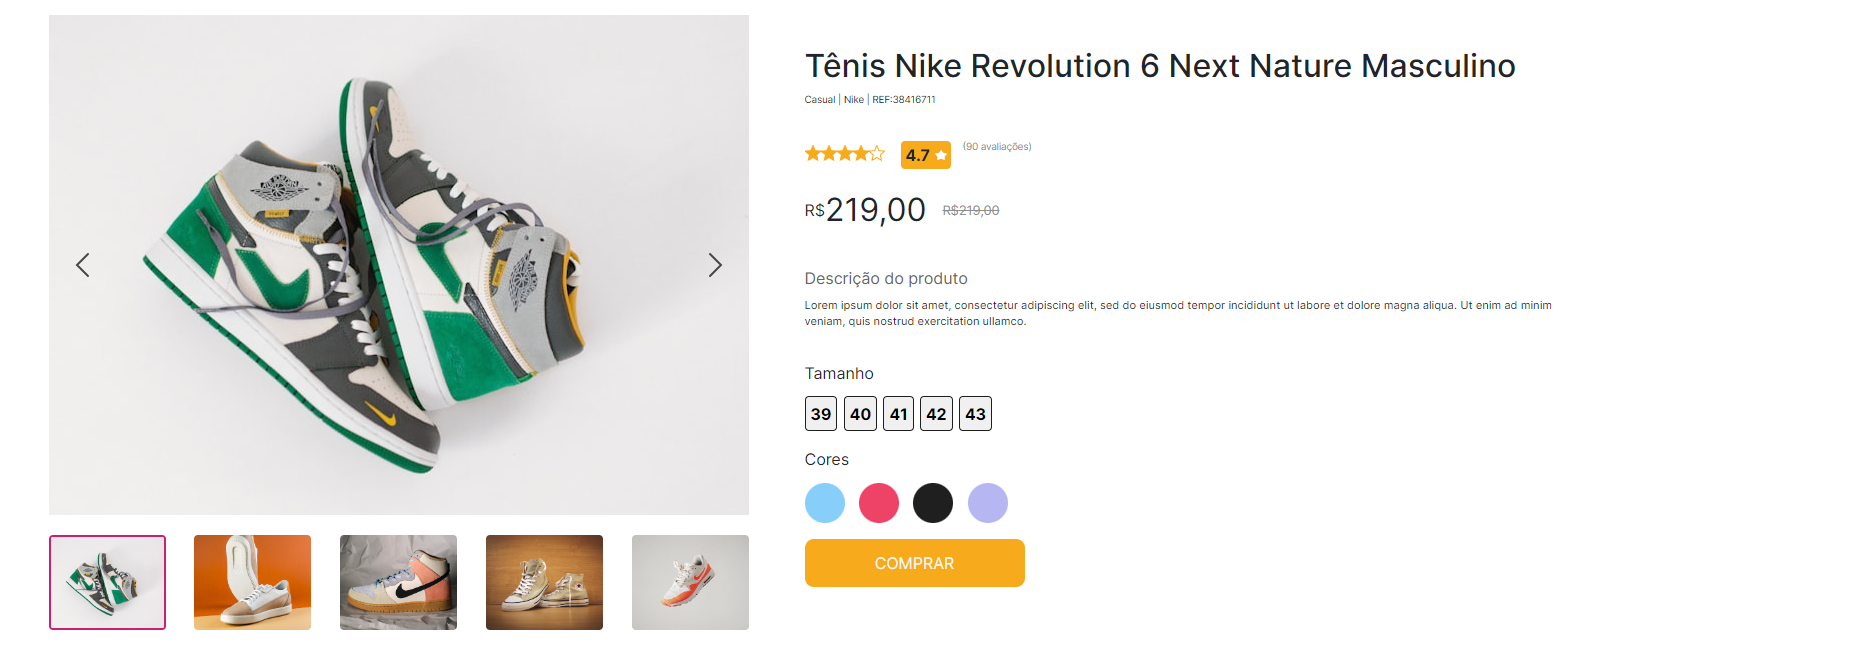 Tênis Nike Revolution 6 Next Nature Masculino
Casual | Nike | REF:38416711
4.7
(90 avaliações)
R$219,00
R$219,00
Descrição do produto
Lorem ipsum dolor sit amet, consectetur adipiscing elit, sed do eiusmod tempor incididunt ut labore et dolore magna aliqua. Ut enim ad minim
veniam, quis nostrud exercitation ullamco.
Tamanho
39 40 41 42 43
Cores
COMPRAR